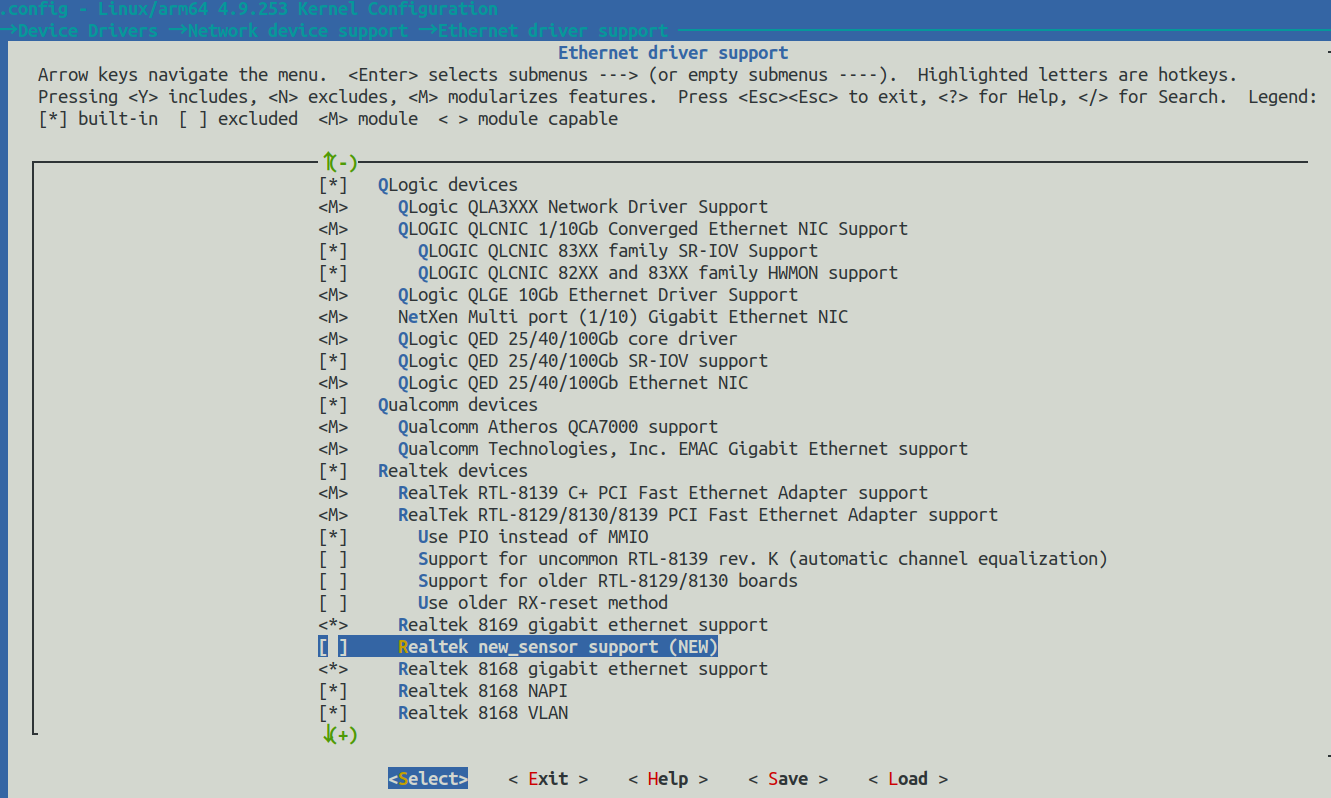 .config - Linux/arm64 4.9.253 Kernel Configuration
→Device Drivers →Network device support →Ethernet driver support
Ethernet driver support
Arrow keys navigate the menu.  <Enter> selects submenus ---> (or empty submenus ----).  Highlighted letters are hotkeys.
Pressing <Y> includes, <N> excludes, <M> modularizes features.  Press <Esc><Esc> to exit, <?> for Help, </> for Search.  Legend:
[*] built-in  [ ] excluded  <M> module  < > module capable
↑(-)
[*]   QLogic devices
<M>     QLogic QLA3XXX Network Driver Support
<M>     QLOGIC QLCNIC 1/10Gb Converged Ethernet NIC Support
[*]       QLOGIC QLCNIC 83XX family SR-IOV Support
[*]       QLOGIC QLCNIC 82XX and 83XX family HWMON support
<M>     QLogic QLGE 10Gb Ethernet Driver Support
<M>     NetXen Multi port (1/10) Gigabit Ethernet NIC
<M>     QLogic QED 25/40/100Gb core driver
[*]     QLogic QED 25/40/100Gb SR-IOV support
<M>     QLogic QED 25/40/100Gb Ethernet NIC
[*]   Qualcomm devices
<M>     Qualcomm Atheros QCA7000 support
<M>     Qualcomm Technologies, Inc. EMAC Gigabit Ethernet support
[*]   Realtek devices
<M>     RealTek RTL-8139 C+ PCI Fast Ethernet Adapter support
<M>     RealTek RTL-8129/8130/8139 PCI Fast Ethernet Adapter support
[*]       Use PIO instead of MMIO
[ ]       Support for uncommon RTL-8139 rev. K (automatic channel equalization)
[ ]       Support for older RTL-8129/8130 boards
[ ]       Use older RX-reset method
<*>     Realtek 8169 gigabit ethernet support
[ ]     Realtek new_sensor support (NEW)
<*>     Realtek 8168 gigabit ethernet support
[*]     Realtek 8168 NAPI
[*]     Realtek 8168 VLAN
↓(+)
<Select>    < Exit >    < Help >    < Save >    < Load >